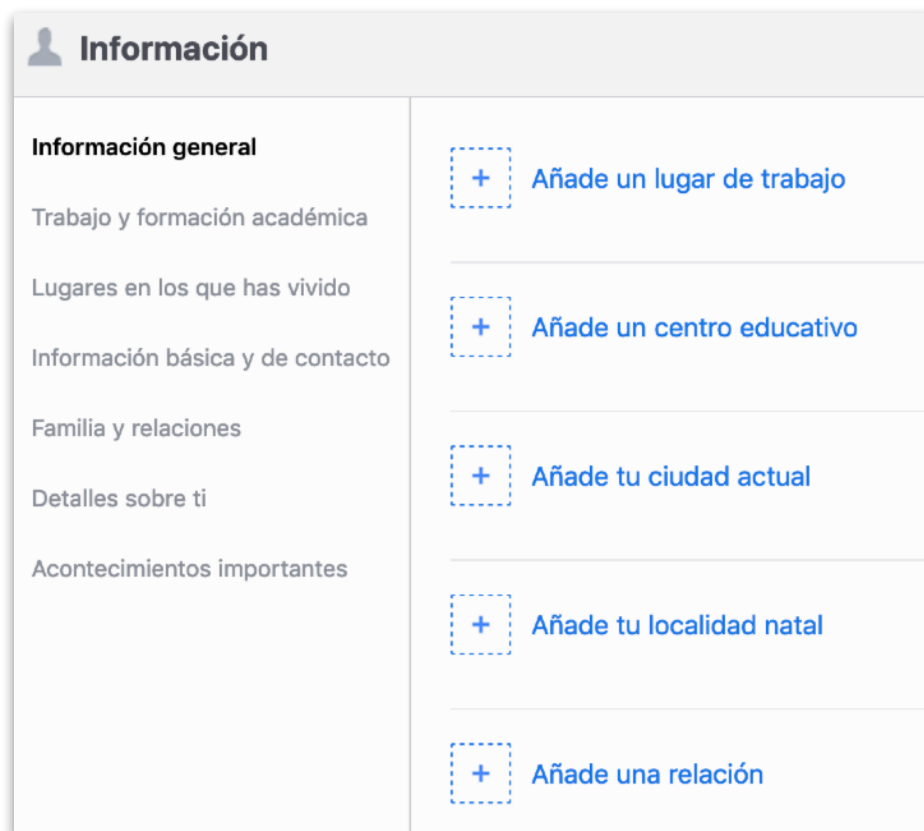 Información
Información general
Trabajo y formación académica
Lugares en los que has vivido
Información básica y de contacto
Familia y relaciones
Detalles sobre ti
Acontecimientos importantes
+ Añade un lugar de trabajo
+ Añade un centro educativo
+ Añade tu ciudad actual
+ Añade tu localidad natal
+ Añade una relación